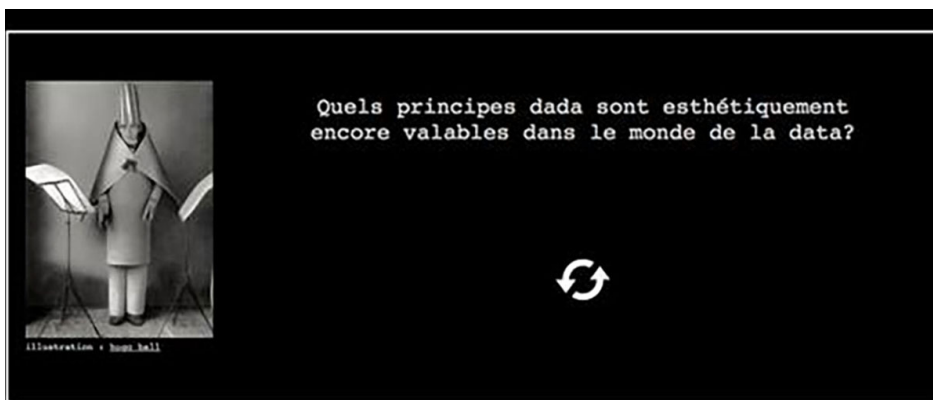 Quels principes dada sont esthétiquement
encore valables dans le monde de la data?
illustration : hugo ball